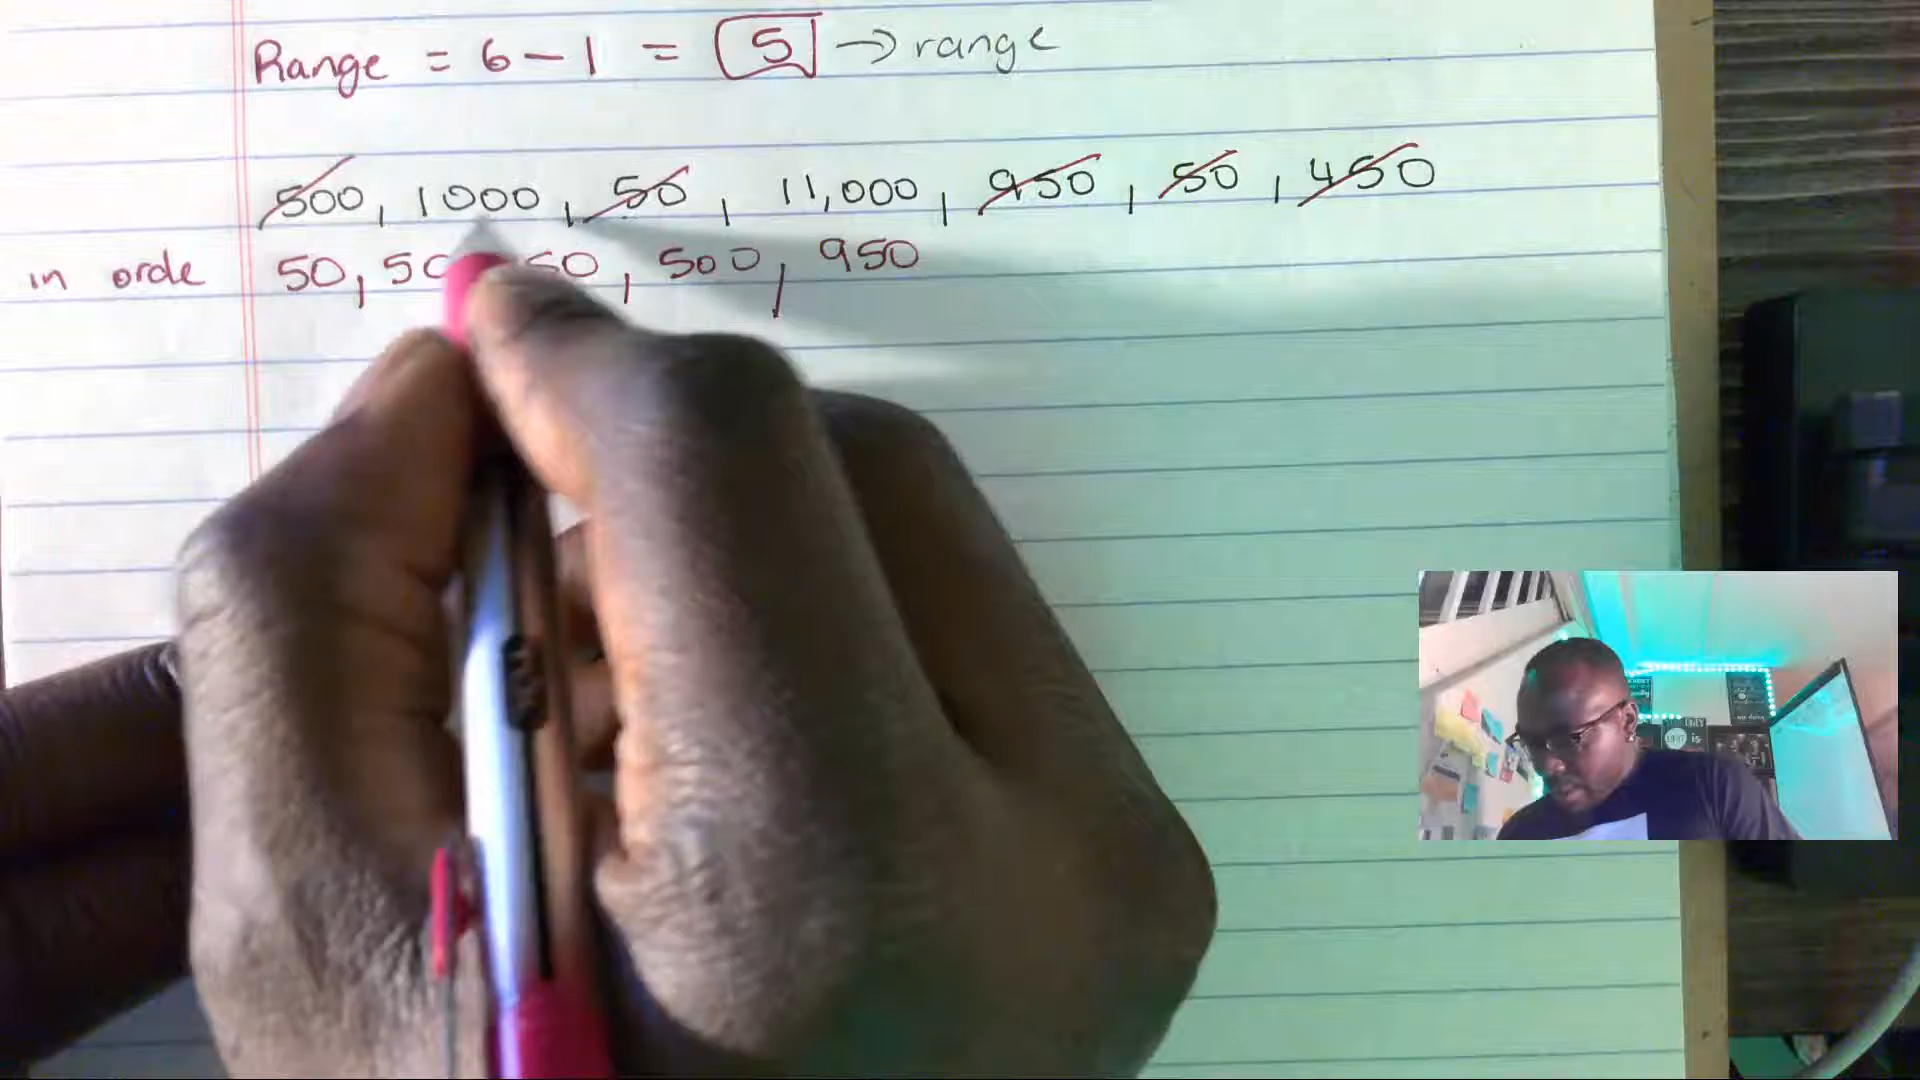 Range = 6 - 1 = 5 → range
500, 1000, 50, 11,000, 950, 50, 450
in orde 50, 50 50, 500, 950